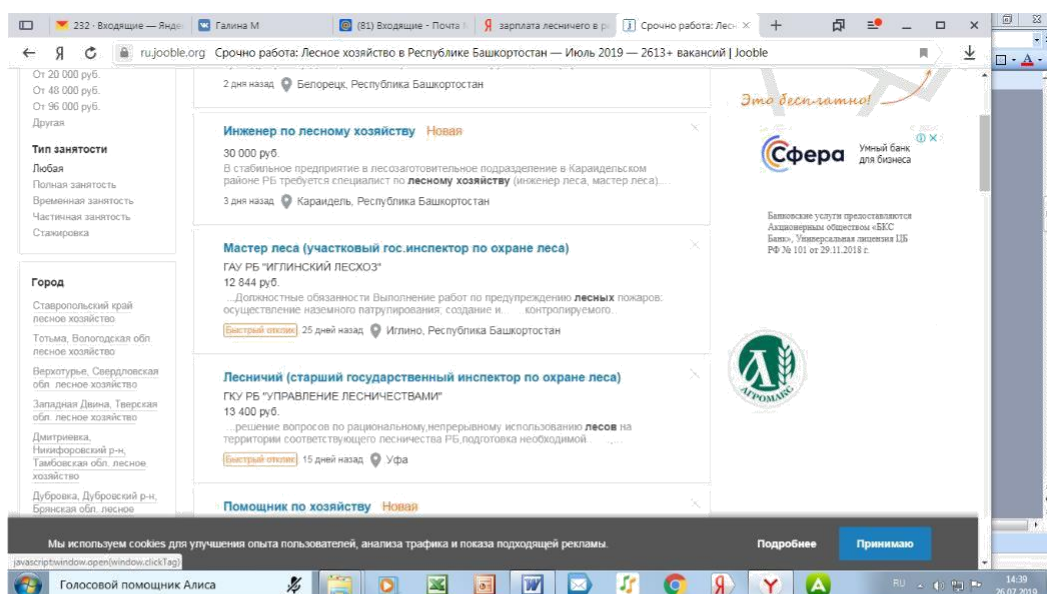 232 · Входящие — Янде
Галина М
(81) Входящие - Почта
зарплата лесничего в р
Срочно работа: Лесн
ru.jooble.org Срочно работа: Лесное хозяйство в Республике Башкортостан — Июль 2019 — 2613+ вакансий | Jooble
От 20 000 руб.
От 48 000 руб.
От 96 000 руб.
Другая
Тип занятости
Любая
Полная занятость
Временная занятость
Частичная занятость
Стажировка
Город
Ставропольский край
лесное хозяйство
Тотьма, Вологодская обл
лесное хозяйство
Верхотурье, Свердловская
обл. лесное хозяйство
Западная Двина, Тверская
обл. лесное хозяйство
Дмитриевка,
Никифоровский р-н,
Тамбовская обл. лесное
хозяйство
Дубровка, Дубровский р-н,
Брянская обл. лесное
2 дня назад Белорецк, Республика Башкортостан
Инженер по лесному хозяйству Новая
30 000 руб.
В стабильное предприятие в лесозаготовительное подразделение в Караидельском
районе РБ требуется специалист по лесному хозяйству (инженер леса, мастер леса)....
3 дня назад Караидель, Республика Башкортостан
Мастер леса (участковый гос.инспектор по охране леса)
ГАУ РБ "ИГЛИНСКИЙ ЛЕСХОЗ"
12 844 руб.
...Должностные обязанности Выполнение работ по предупреждению лесных пожаров:
осуществление наземного патрулирования; создание и... контролируемого...
Быстрый отклик 25 дней назад Иглино, Республика Башкортостан
Лесничий (старший государственный инспектор по охране леса)
ГКУ РБ "УПРАВЛЕНИЕ ЛЕСНИЧЕСТВАМИ"
13 400 руб.
...решение вопросов по рациональному,непрерывному использованию лесов на
территории соответствующего лесничества РБ,подготовка необходимой...
Быстрый отклик 15 дней назад Уфа
Помощник по хозяйству Новая
Это бесплатно!
Сфера
Умный банк
для бизнеса
Банковские услуги предоставляются
Акционерным обществом «БКС
Банк», Универсальная лицензия ЦБ
РФ № 101 от 29.11.2018 г.
АГРОМАКС
Мы используем cookies для улучшения опыта пользователей, анализа трафика и показа подходящей рекламы.
Подробнее
Принимаю
javascript:window.open(window.clickTag)
Голосовой помощник Алиса
RU
14:39
26.07.2019